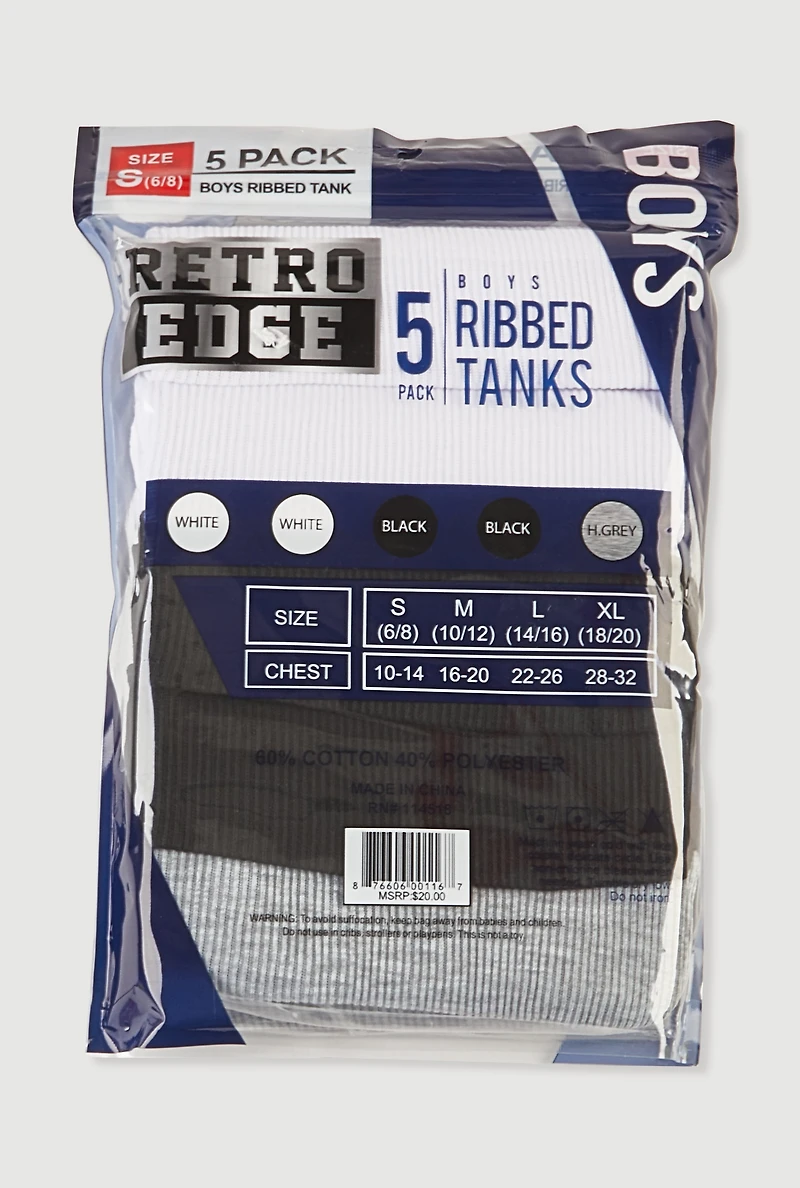 SIZE
S (6/8)
5 PACK
BOYS RIBBED TANK
BOYS
RETRO
EDGE
5
PACK
BOYS
RIBBED
TANKS
WHITE
WHITE
BLACK
BLACK
H.GREY
SIZE
S M L XL
(6/8) (10/12) (14/16) (18/20)
CHEST
10-14 16-20 22-26 28-32
60% COTTON 40% POLYESTER
MADE IN CHINA
8 76606 00116 7
MSRP:$20.00
WARNING: To avoid suffocation, keep bag away from babies and children.
Do not use in cribs, strollers or playpens. This is not a toy.
Do not iron